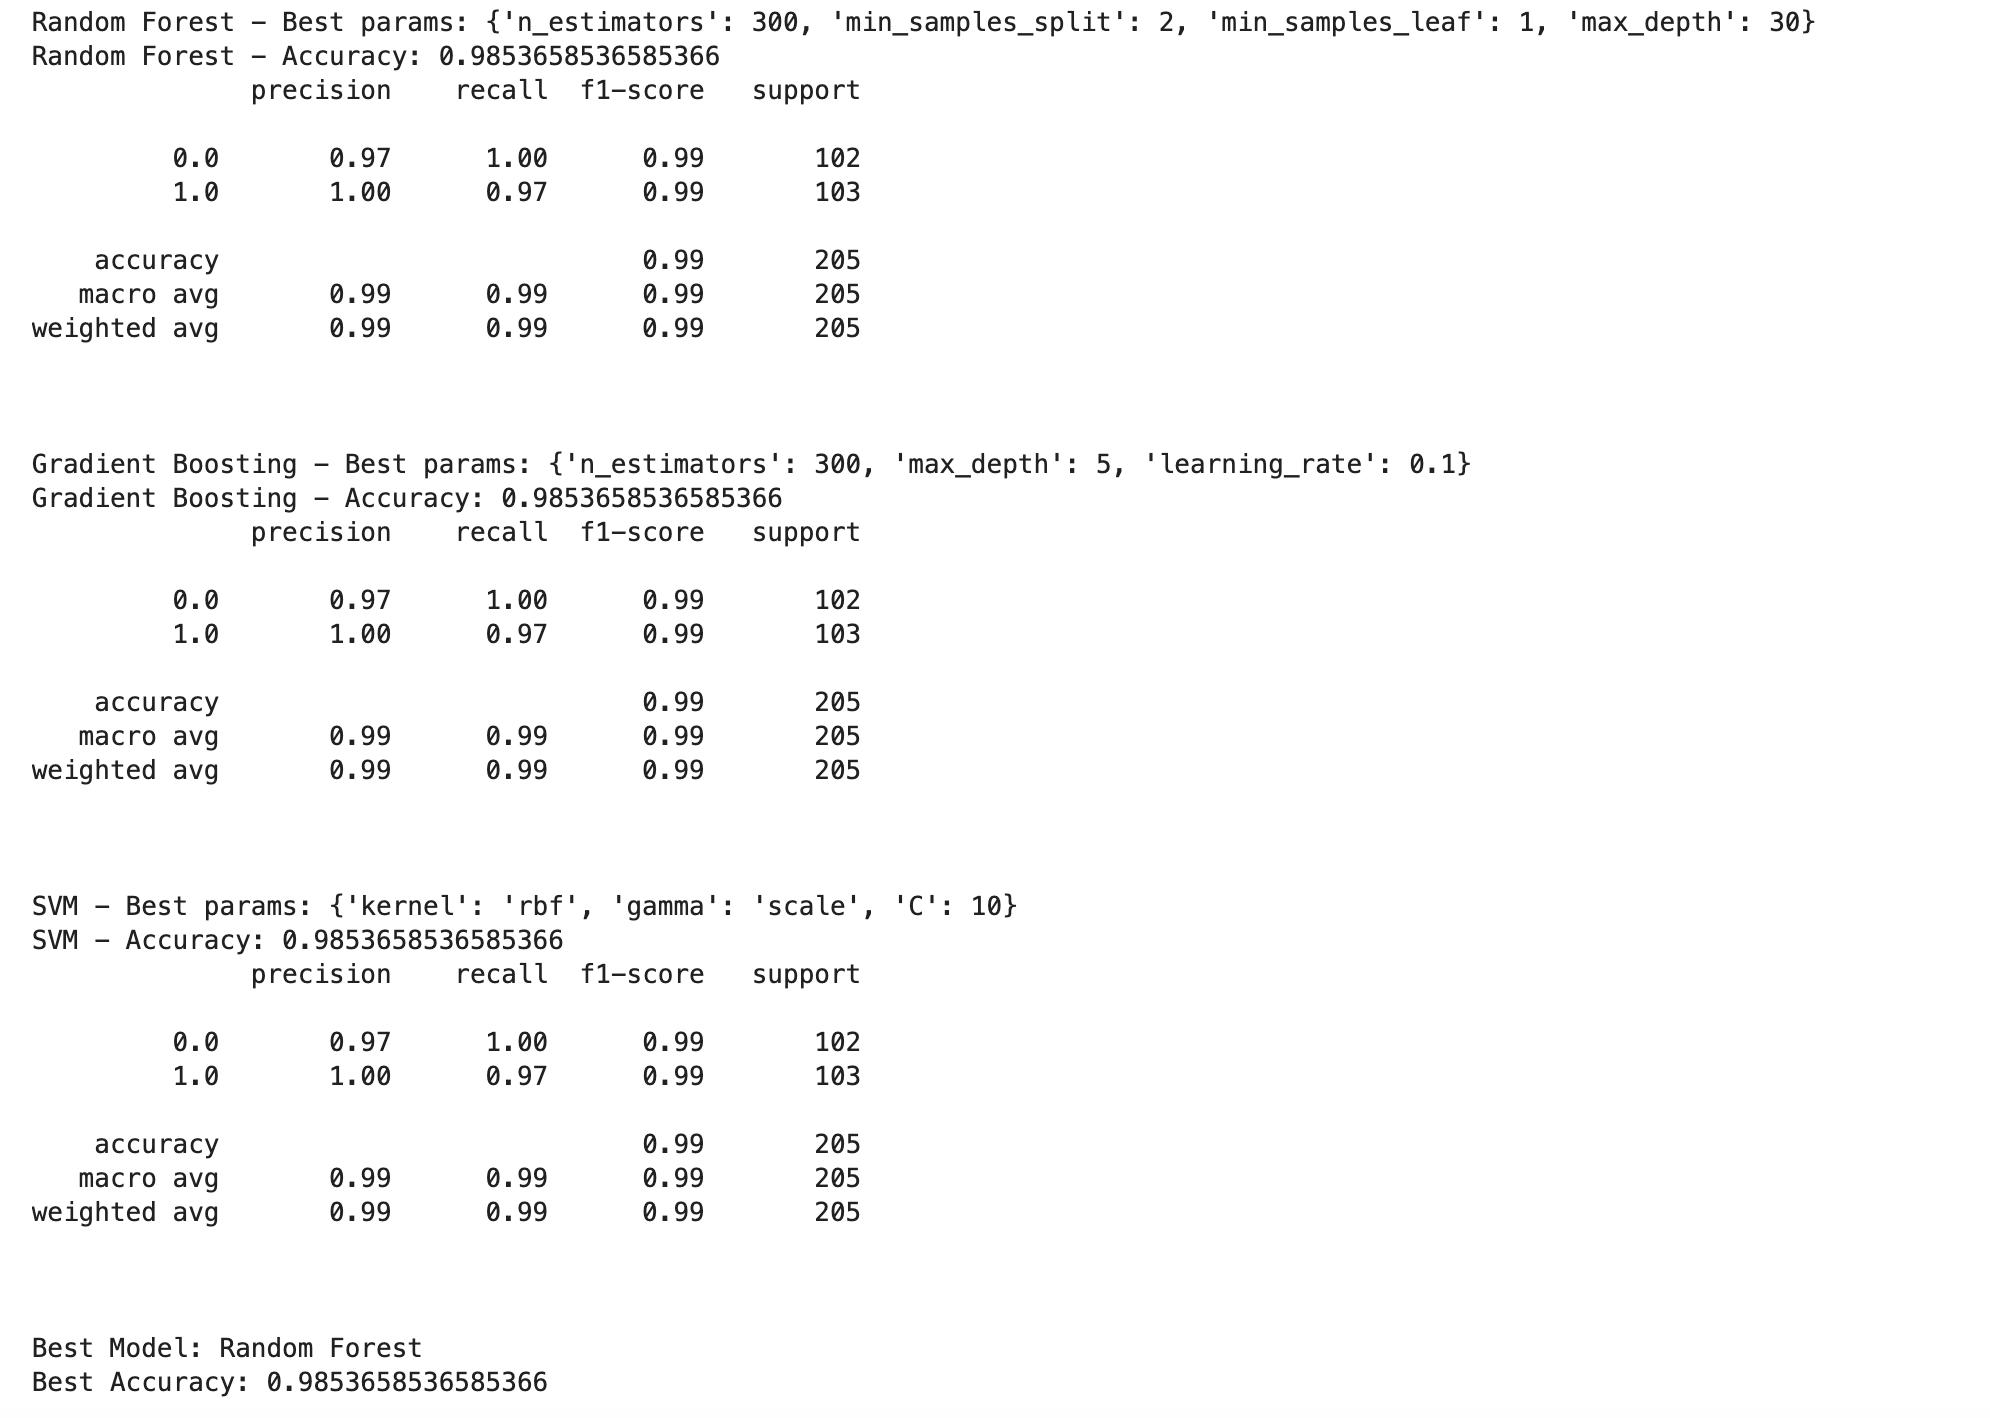 Random Forest – Best params: {'n_estimators': 300, 'min_samples_split': 2, 'min_samples_leaf': 1, 'max_depth': 30}
Random Forest – Accuracy: 0.9853658536585366
              precision    recall  f1–score   support

         0.0       0.97      1.00      0.99       102
         1.0       1.00      0.97      0.99       103

    accuracy                           0.99       205
   macro avg       0.99      0.99      0.99       205
weighted avg       0.99      0.99      0.99       205

Gradient Boosting – Best params: {'n_estimators': 300, 'max_depth': 5, 'learning_rate': 0.1}
Gradient Boosting – Accuracy: 0.9853658536585366
              precision    recall  f1–score   support

         0.0       0.97      1.00      0.99       102
         1.0       1.00      0.97      0.99       103

    accuracy                           0.99       205
   macro avg       0.99      0.99      0.99       205
weighted avg       0.99      0.99      0.99       205

SVM – Best params: {'kernel': 'rbf', 'gamma': 'scale', 'C': 10}
SVM – Accuracy: 0.9853658536585366
              precision    recall  f1–score   support

         0.0       0.97      1.00      0.99       102
         1.0       1.00      0.97      0.99       103

    accuracy                           0.99       205
   macro avg       0.99      0.99      0.99       205
weighted avg       0.99      0.99      0.99       205

Best Model: Random Forest
Best Accuracy: 0.9853658536585366